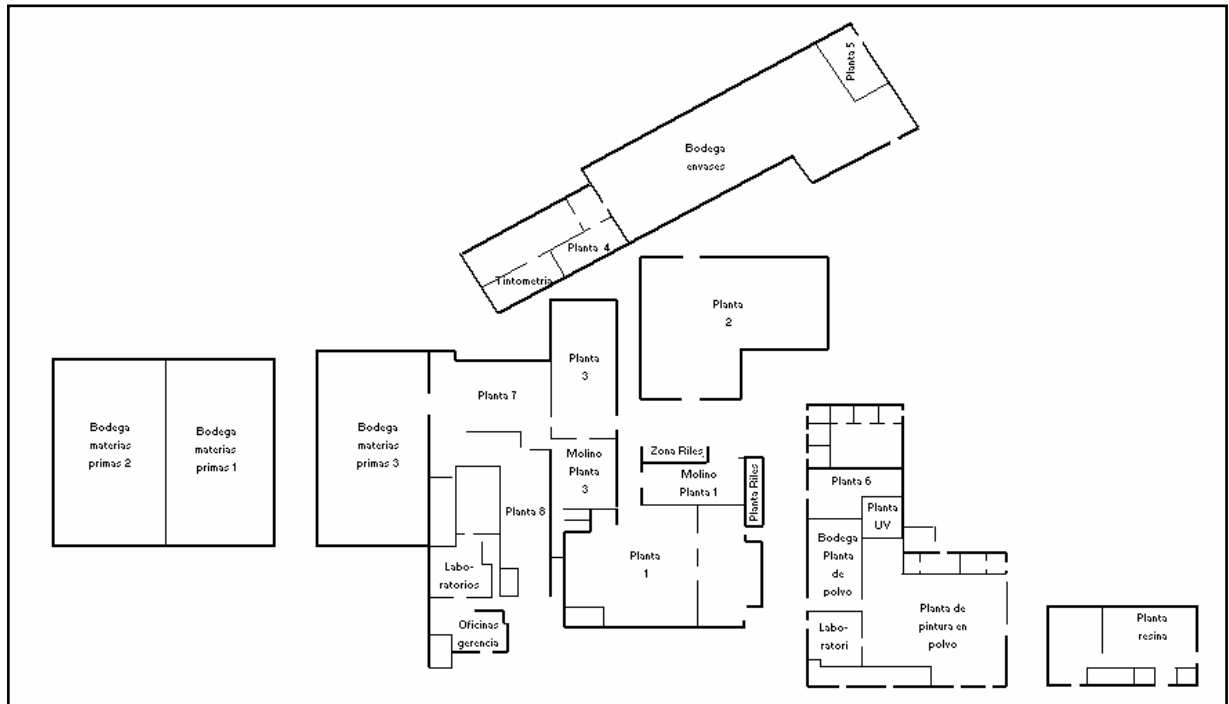 Planta 5
Bodega
envases
Planta 4
Tintometria
Planta
2
Planta
3
Planta 7
Bodega
materias
primas 2
Bodega
materias
primas 1
Bodega
materias
primas 3
Zona Riles
Molino
Planta
3
Molino
Planta 1
Planta Riles
Planta 6
Planta
UV
Planta 8
Bodega
Planta
de
polvo
Planta
1
Labo-
ratorios
Oficinas
gerencia
Labo-
ratori
Planta de
pintura en
polvo
Planta
resina